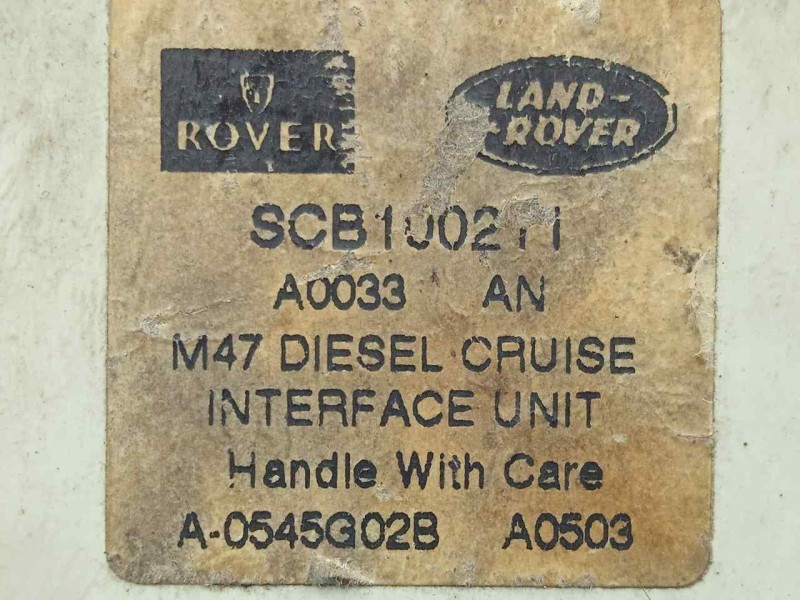 ROVER
LAND-
-ROVER
SCB100211
A0033 AN
M47 DIESEL CRUISE
INTERFACE UNIT
Handle With Care
A-0545G02B A0503